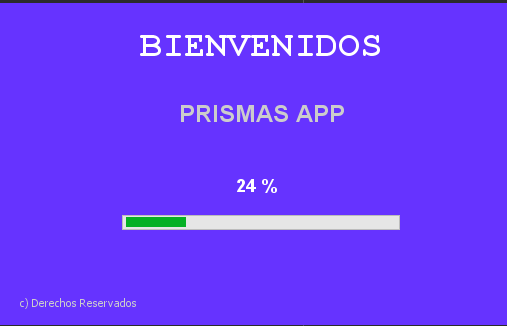 BIENVENIDOS
PRISMAS APP
24 %
c) Derechos Reservados